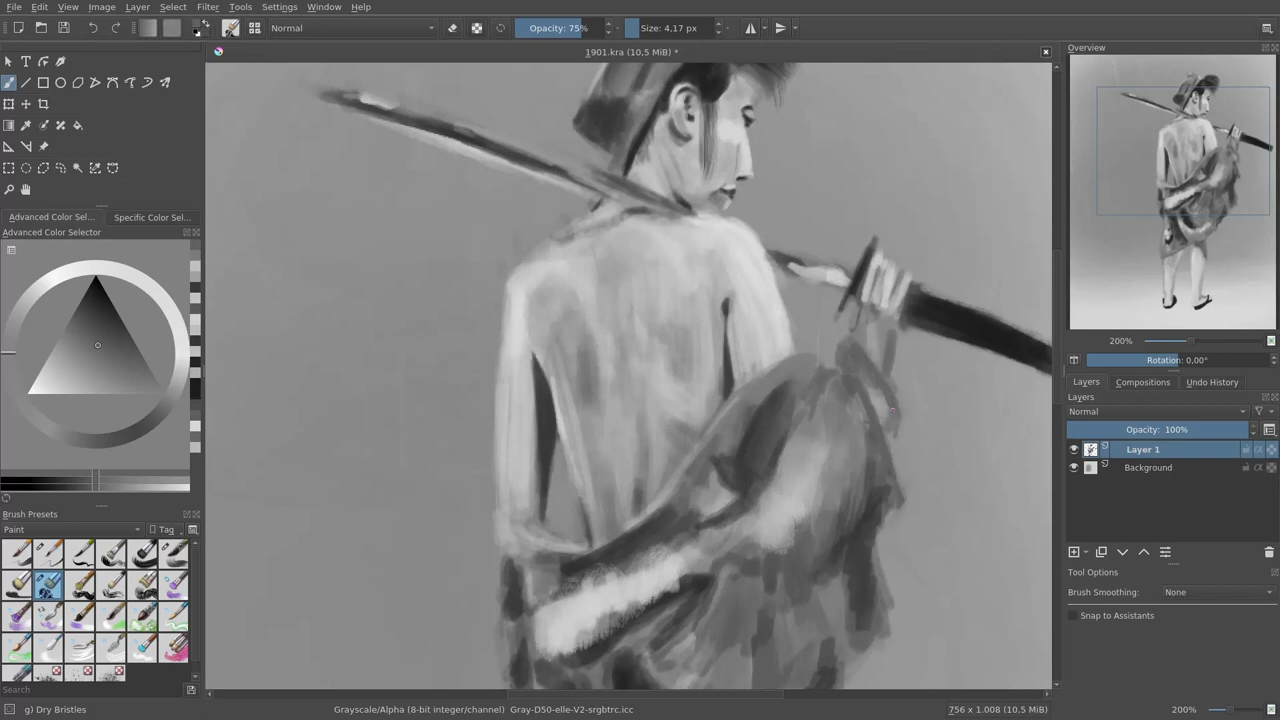 File Edit View Image Layer Select Filter Tools Settings Window Help
Normal
Opacity: 75%
Size: 4,17 px
1901.kra (10,5 MiB) *
Overview
200%
Rotation: 0,00°
Advanced Color Sel...
Specific Color Sel...
Advanced Color Selector
Layers Compositions Undo History
Layers
Normal
Opacity: 100%
Layer 1
Background
Brush Presets
Paint
Tag
Tool Options
Brush Smoothing: None
Snap to Assistants
Search
g) Dry Bristles
Grayscale/Alpha (8-bit integer/channel) Gray-D50-elle-V2-srgbtrc.icc
756 x 1.008 (10,5 MiB)
200%